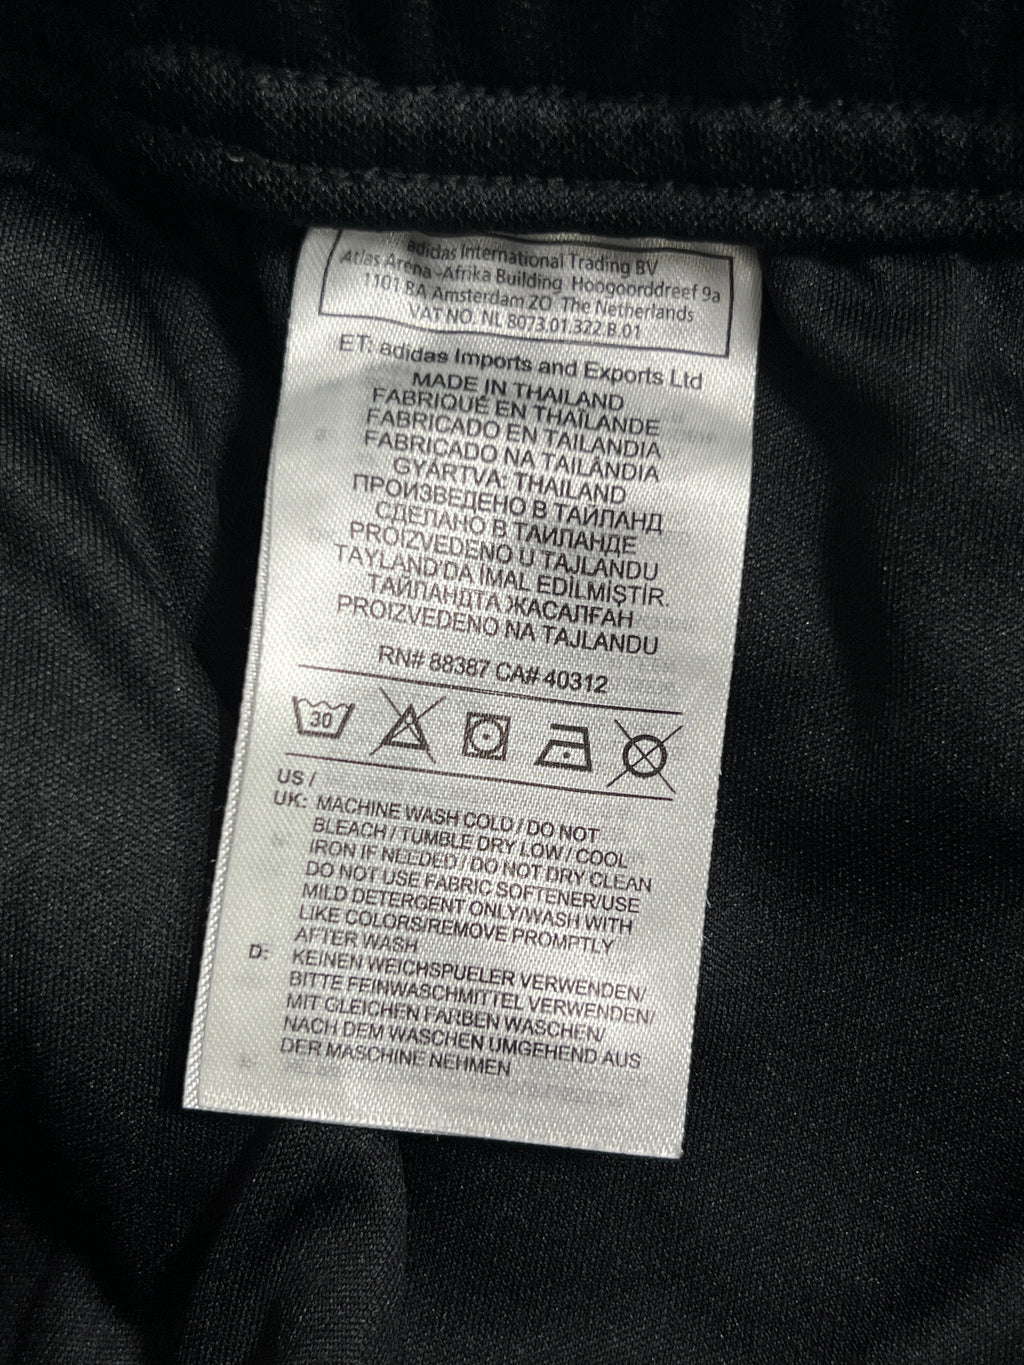 adidas International Trading BV
Atlas Arena -Afrika Building Hoogoorddreef 9a
1101 BA Amsterdam ZO The Netherlands
VAT NO. NL 8073.01.322.B.01
ET: adidas Imports and Exports Ltd
MADE IN THAILAND
FABRIQUÉ EN THAÏLANDE
FABRICADO EN TAILANDIA
FABRICADO NA TAILÂNDIA
GYÁRTVA: THAILAND
ПРОИЗВЕДЕНО В ТАЙЛАНД
СДЕЛАНО В ТАИЛАНДЕ
PROIZVEDENO U TAJLANDU
TAYLAND'DA İMAL EDİLMİŞTİR.
ТАЙЛАНДТА ЖАСАЛҒАН
PROIZVEDENO NA TAJLANDU
RN# 88387 CA# 40312
30
US /
UK: MACHINE WASH COLD / DO NOT
BLEACH / TUMBLE DRY LOW / COOL
IRON IF NEEDED / DO NOT DRY CLEAN
DO NOT USE FABRIC SOFTENER/USE
MILD DETERGENT ONLY/WASH WITH
LIKE COLORS/REMOVE PROMPTLY
AFTER WASH
D: KEINEN WEICHSPUELER VERWENDEN/
BITTE FEINWASCHMITTEL VERWENDEN/
MIT GLEICHEN FARBEN WASCHEN/
NACH DEM WASCHEN UMGEHEND AUS
DER MASCHINE NEHMEN